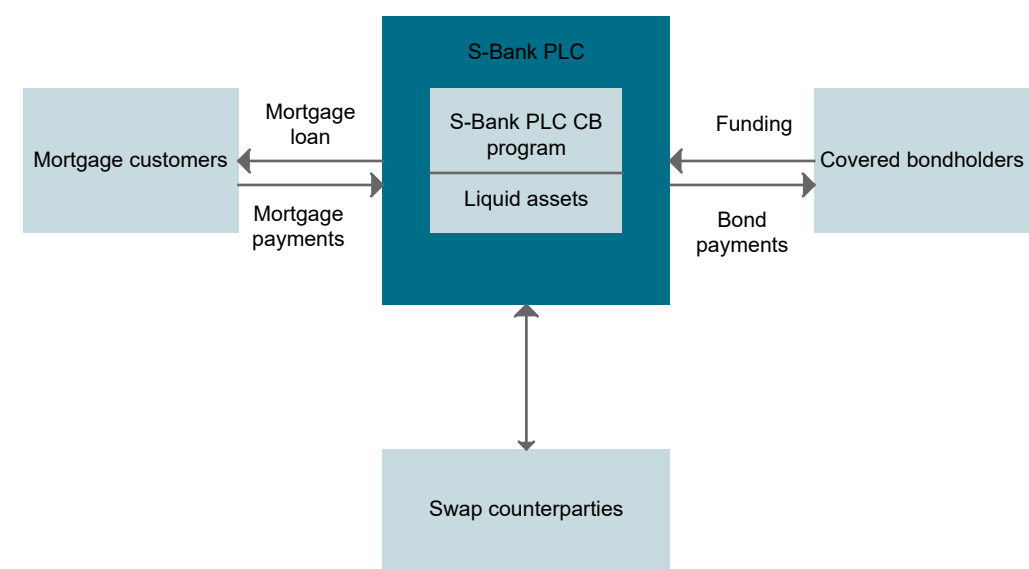 S-Bank PLC
S-Bank PLC CB
program
Liquid assets
Mortgage customers
Mortgage
loan
Mortgage
payments
Funding
Bond
payments
Covered bondholders
Swap counterparties